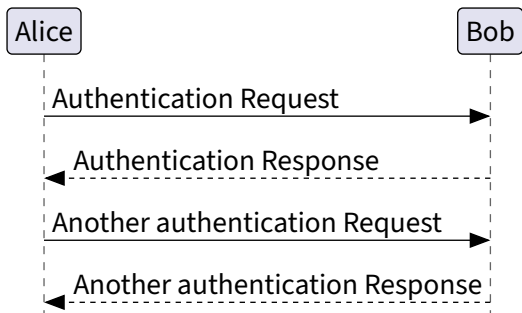 Alice
Bob
Authentication Request
Authentication Response
Another authentication Request
Another authentication Response